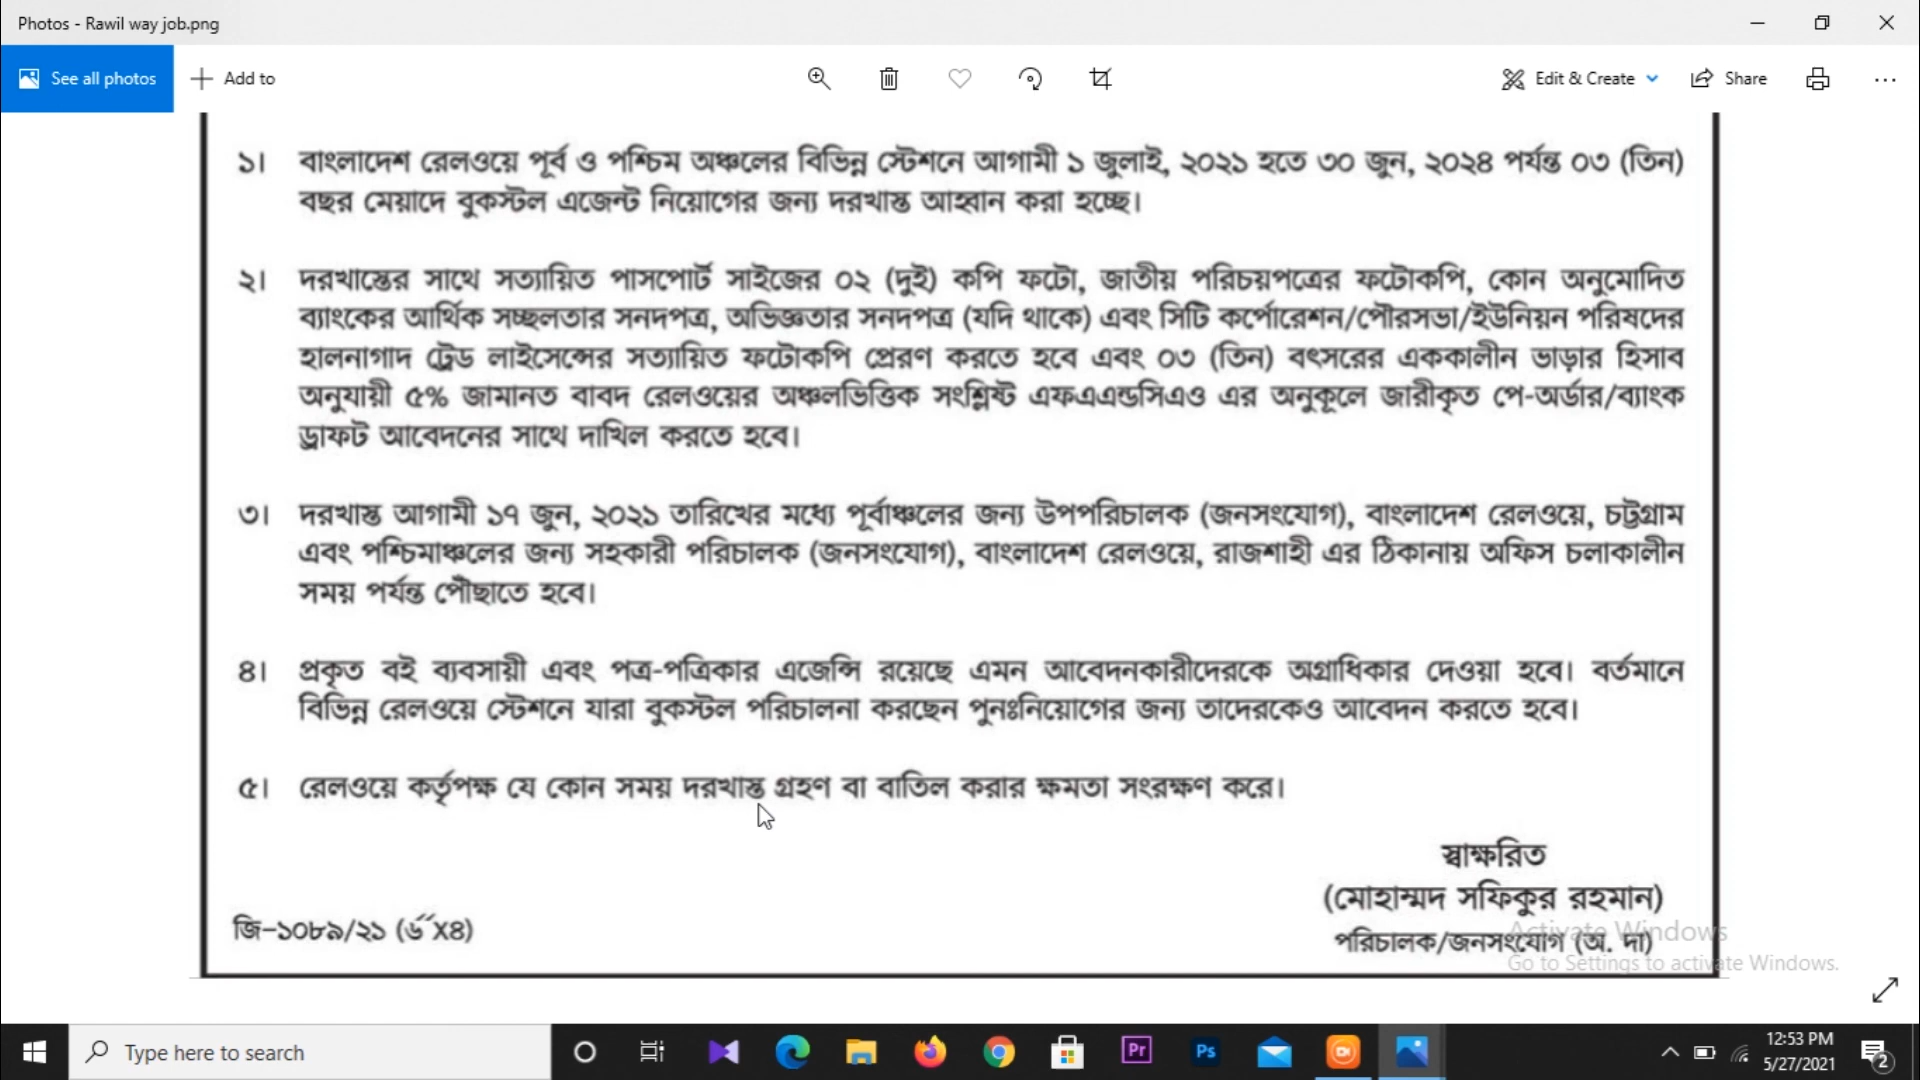 Photos - Rawil way job.png
See all photos
Add to
Edit & Create
Share
১। বাংলাদেশ রেলওয়ে পূর্ব ও পশ্চিম অঞ্চলের বিভিন্ন স্টেশনে আগামী ১ জুলাই, ২০২১ হতে ৩০ জুন, ২০২৪ পর্যন্ত ০৩ (তিন)
বছর মেয়াদে বুকস্টল এজেন্ট নিয়োগের জন্য দরখাস্ত আহ্বান করা হচ্ছে।
২। দরখাস্তের সাথে সত্যায়িত পাসপোর্ট সাইজের ০২ (দুই) কপি ফটো, জাতীয় পরিচয়পত্রের ফটোকপি, কোন অনুমোদিত
ব্যাংকের আর্থিক সচ্ছলতার সনদপত্র, অভিজ্ঞতার সনদপত্র (যদি থাকে) এবং সিটি কর্পোরেশন/পৌরসভা/ইউনিয়ন পরিষদের
হালনাগাদ ট্রেড লাইসেন্সের সত্যায়িত ফটোকপি প্রেরণ করতে হবে এবং ০৩ (তিন) বৎসরের এককালীন ভাড়ার হিসাব
অনুযায়ী ৫% জামানত বাবদ রেলওয়ের অঞ্চলভিত্তিক সংশ্লিষ্ট এফএএন্ডসিএও এর অনুকূলে জারীকৃত পে-অর্ডার/ব্যাংক
ড্রাফট আবেদনের সাথে দাখিল করতে হবে।
৩। দরখাস্ত আগামী ১৭ জুন, ২০২১ তারিখের মধ্যে পূর্বাঞ্চলের জন্য উপপরিচালক (জনসংযোগ), বাংলাদেশ রেলওয়ে, চট্টগ্রাম
এবং পশ্চিমাঞ্চলের জন্য সহকারী পরিচালক (জনসংযোগ), বাংলাদেশ রেলওয়ে, রাজশাহী এর ঠিকানায় অফিস চলাকালীন
সময় পর্যন্ত পৌঁছাতে হবে।
৪। প্রকৃত বই ব্যবসায়ী এবং পত্র-পত্রিকার এজেন্সি রয়েছে এমন আবেদনকারীদেরকে অগ্রাধিকার দেওয়া হবে। বর্তমানে
বিভিন্ন রেলওয়ে স্টেশনে যারা বুকস্টল পরিচালনা করছেন পুনঃনিয়োগের জন্য তাদেরকেও আবেদন করতে হবে।
৫। রেলওয়ে কর্তৃপক্ষ যে কোন সময় দরখাস্ত গ্রহণ বা বাতিল করার ক্ষমতা সংরক্ষণ করে।
স্বাক্ষরিত
(মোহাম্মদ সফিকুর রহমান)
পরিচালক/জনসংযোগ (অ. দা)
জি-১০৮৯/২১ (৬˝X৪)
Activate Windows
Go to Settings to activate Windows.
Type here to search
Pr
Ps
12:53 PM
5/27/2021
2